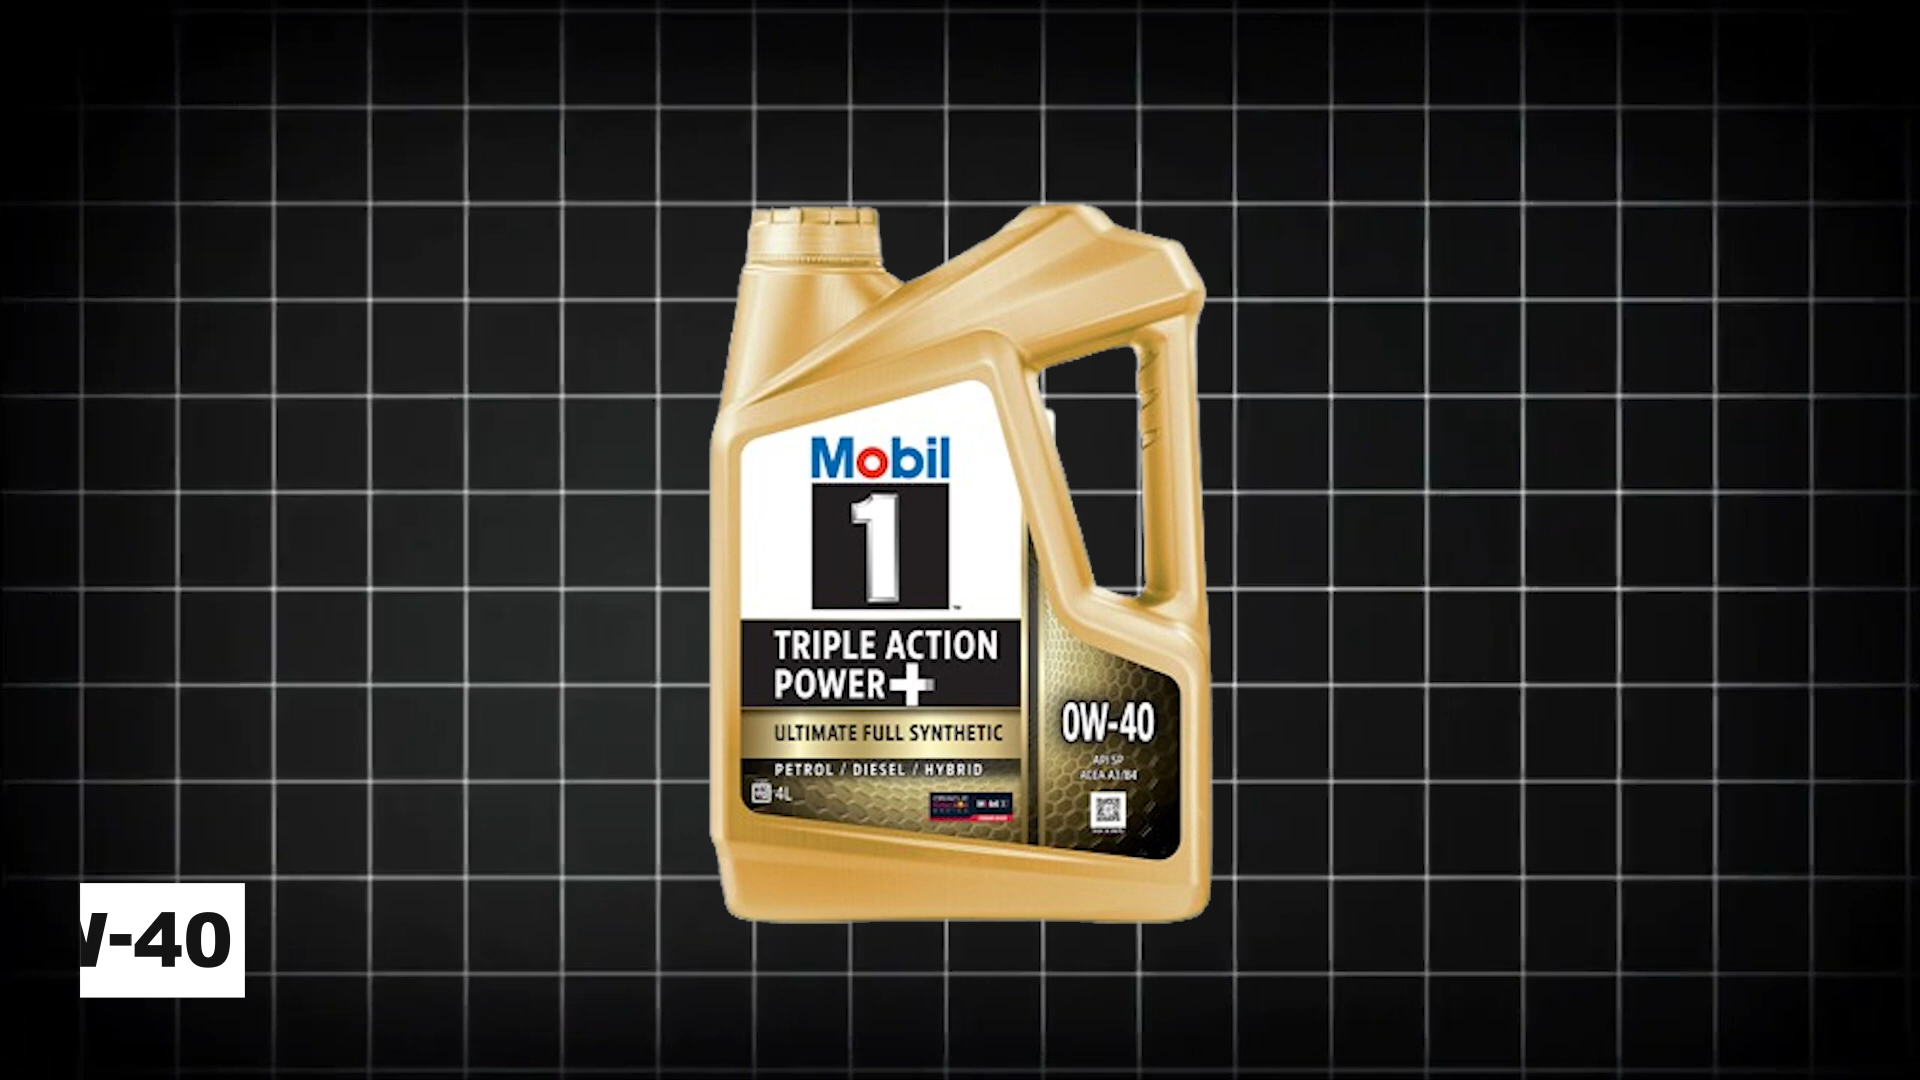 Mobil
1
TRIPLE ACTION
POWER+
ULTIMATE FULL SYNTHETIC
PETROL / DIESEL / HYBRID
4L
0W-40
API SP
ACEA A3/B4
-40